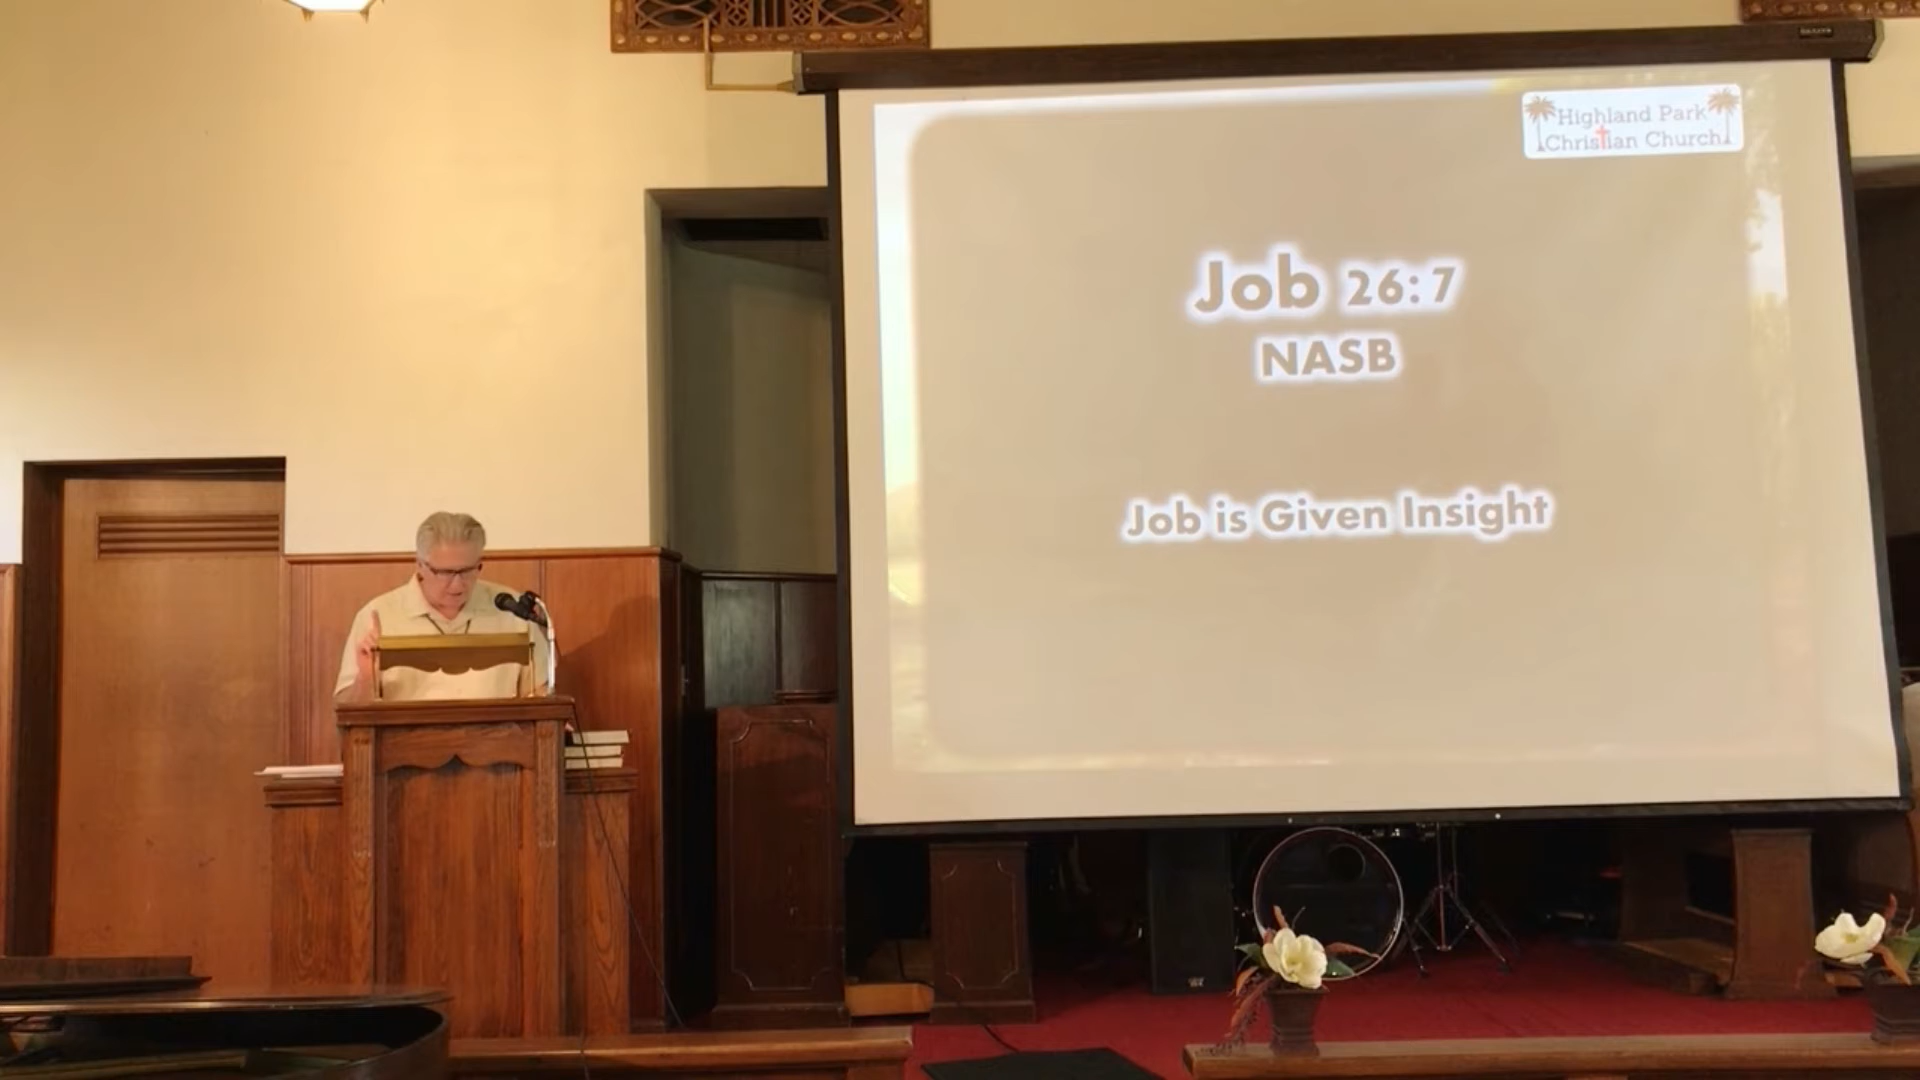 Highland Park
Christian Church
Job 26:7
NASB
Job is Given Insight